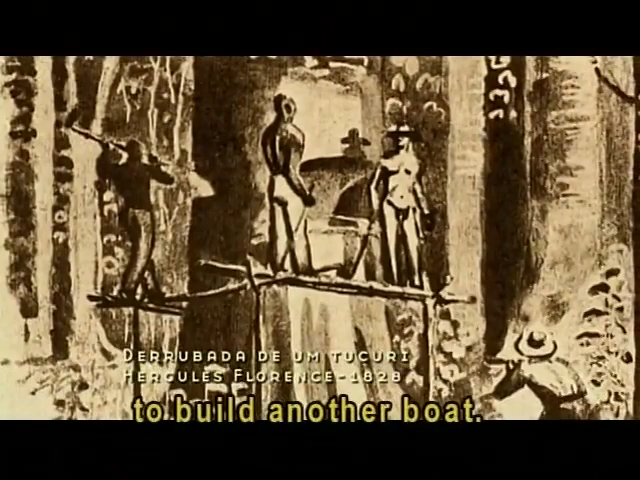 DERRUBADA DE UM TUCURI
HERCULES FLORENCE-1828
to build another boat.